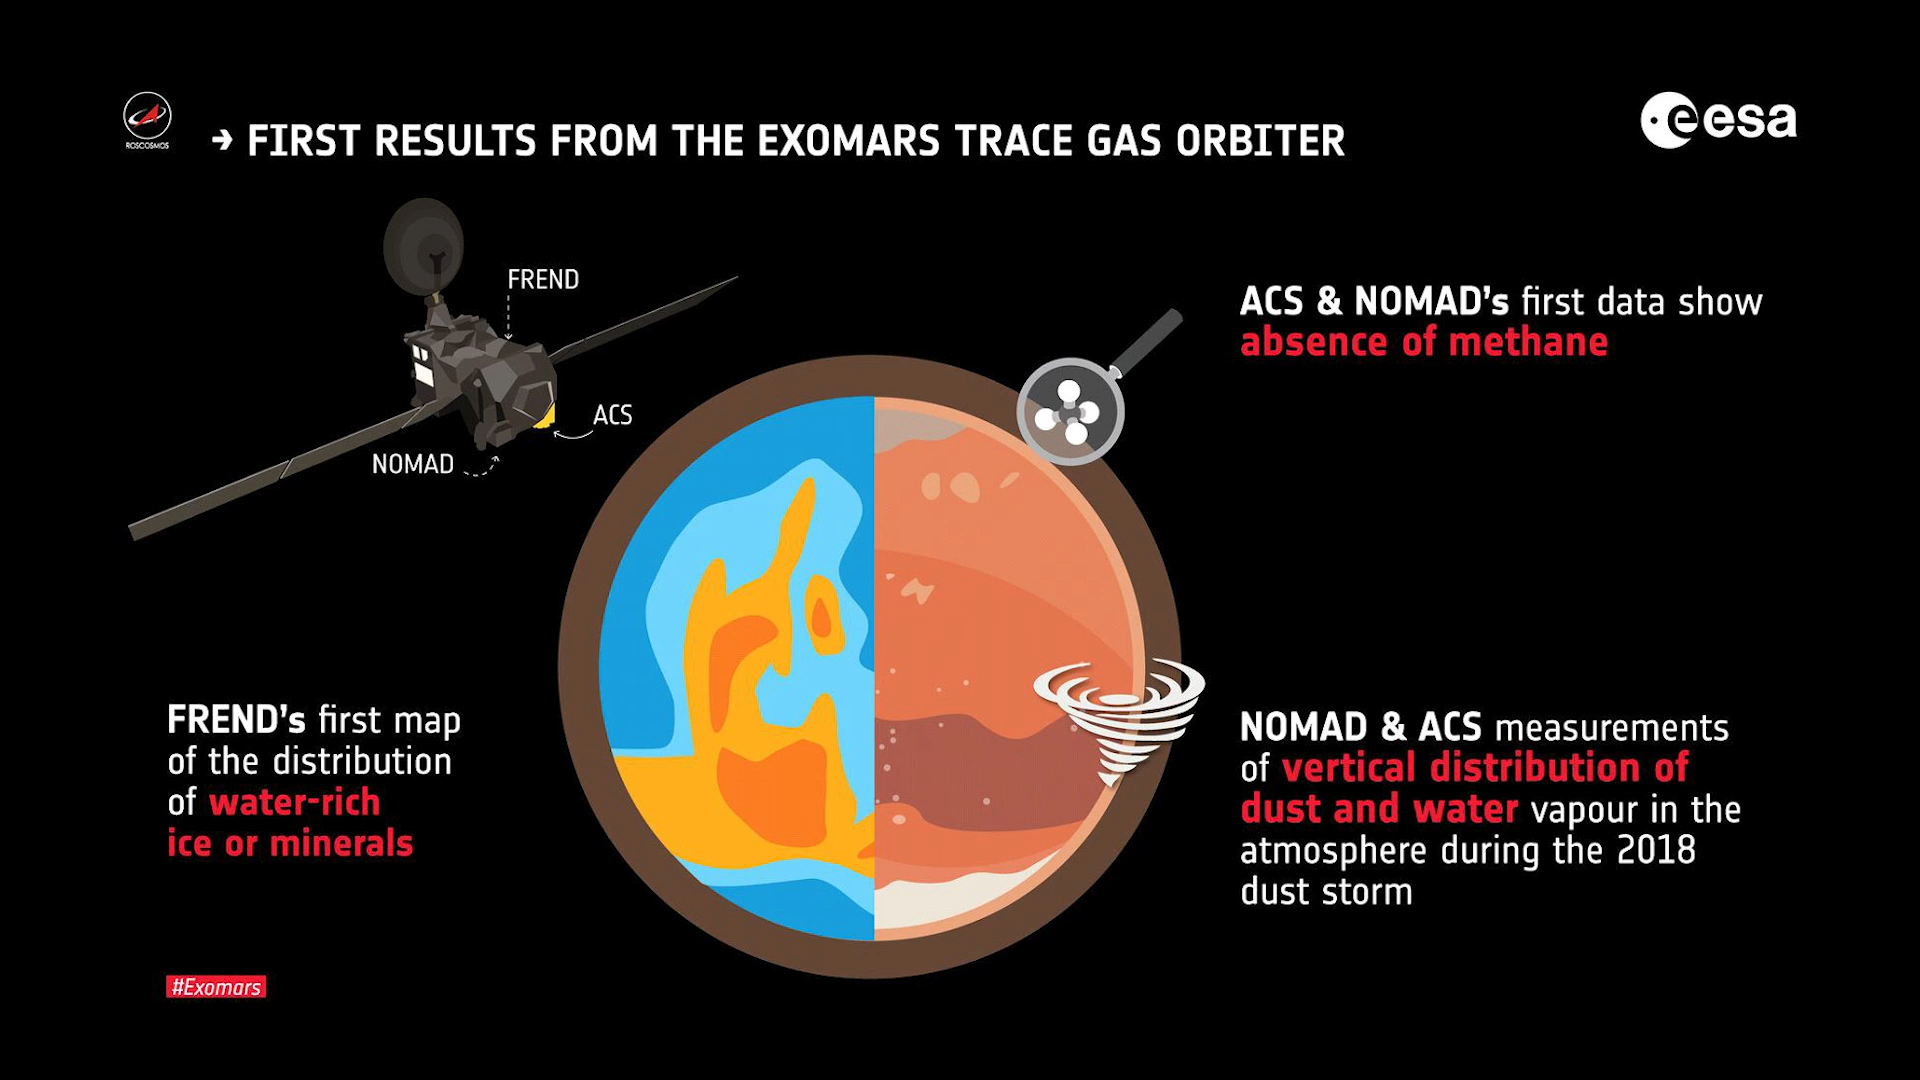 ROSCOSMOS
→ FIRST RESULTS FROM THE EXOMARS TRACE GAS ORBITER
esa
FREND
ACS
NOMAD
ACS & NOMAD's first data show
absence of methane
FREND's first map
of the distribution
of water-rich
ice or minerals
NOMAD & ACS measurements
of vertical distribution of
dust and water vapour in the
atmosphere during the 2018
dust storm
#Exomars